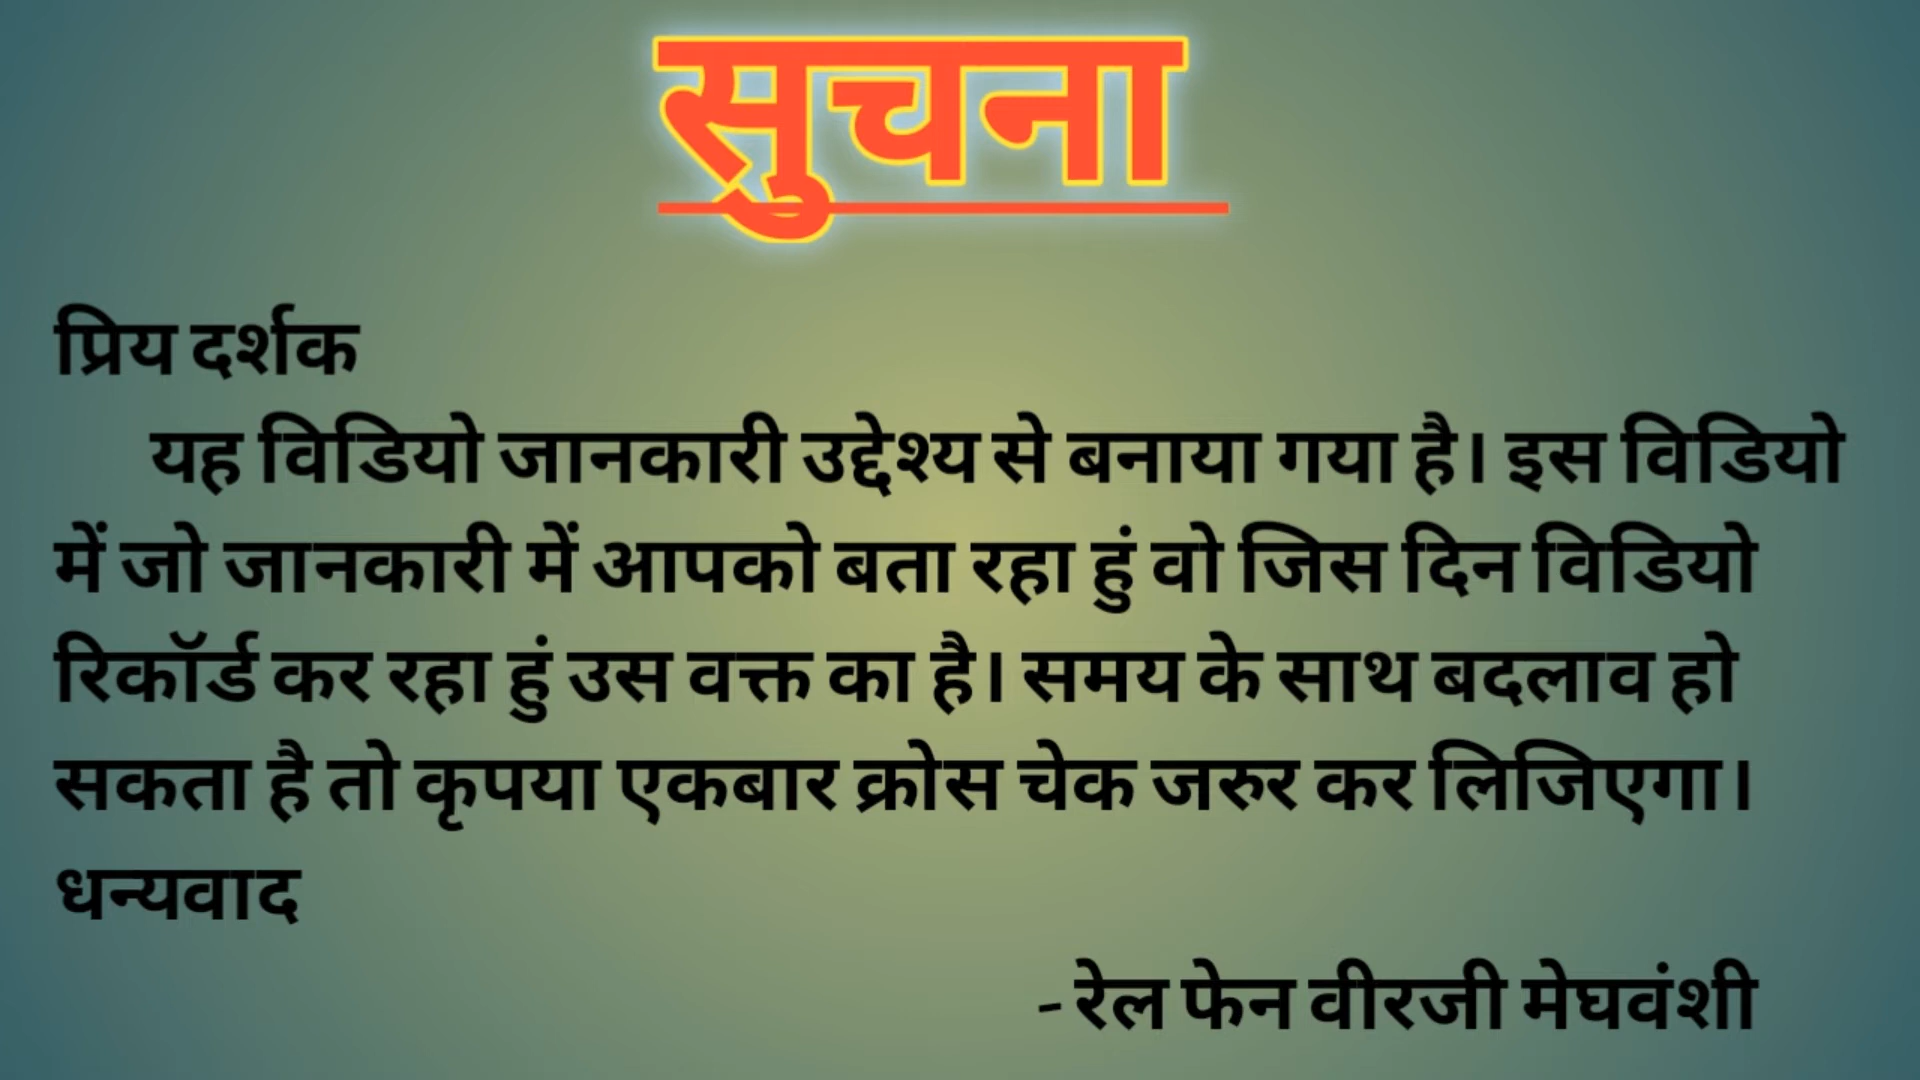 सुचना
प्रिय दर्शक
यह विडियो जानकारी उद्देश्य से बनाया गया है। इस विडियो
में जो जानकारी में आपको बता रहा हुं वो जिस दिन विडियो
रिकॉर्ड कर रहा हुं उस वक्त का है। समय के साथ बदलाव हो
सकता है तो कृपया एकबार क्रोस चेक जरुर कर लिजिएगा।
धन्यवाद
- रेल फेन वीरजी मेघवंशी